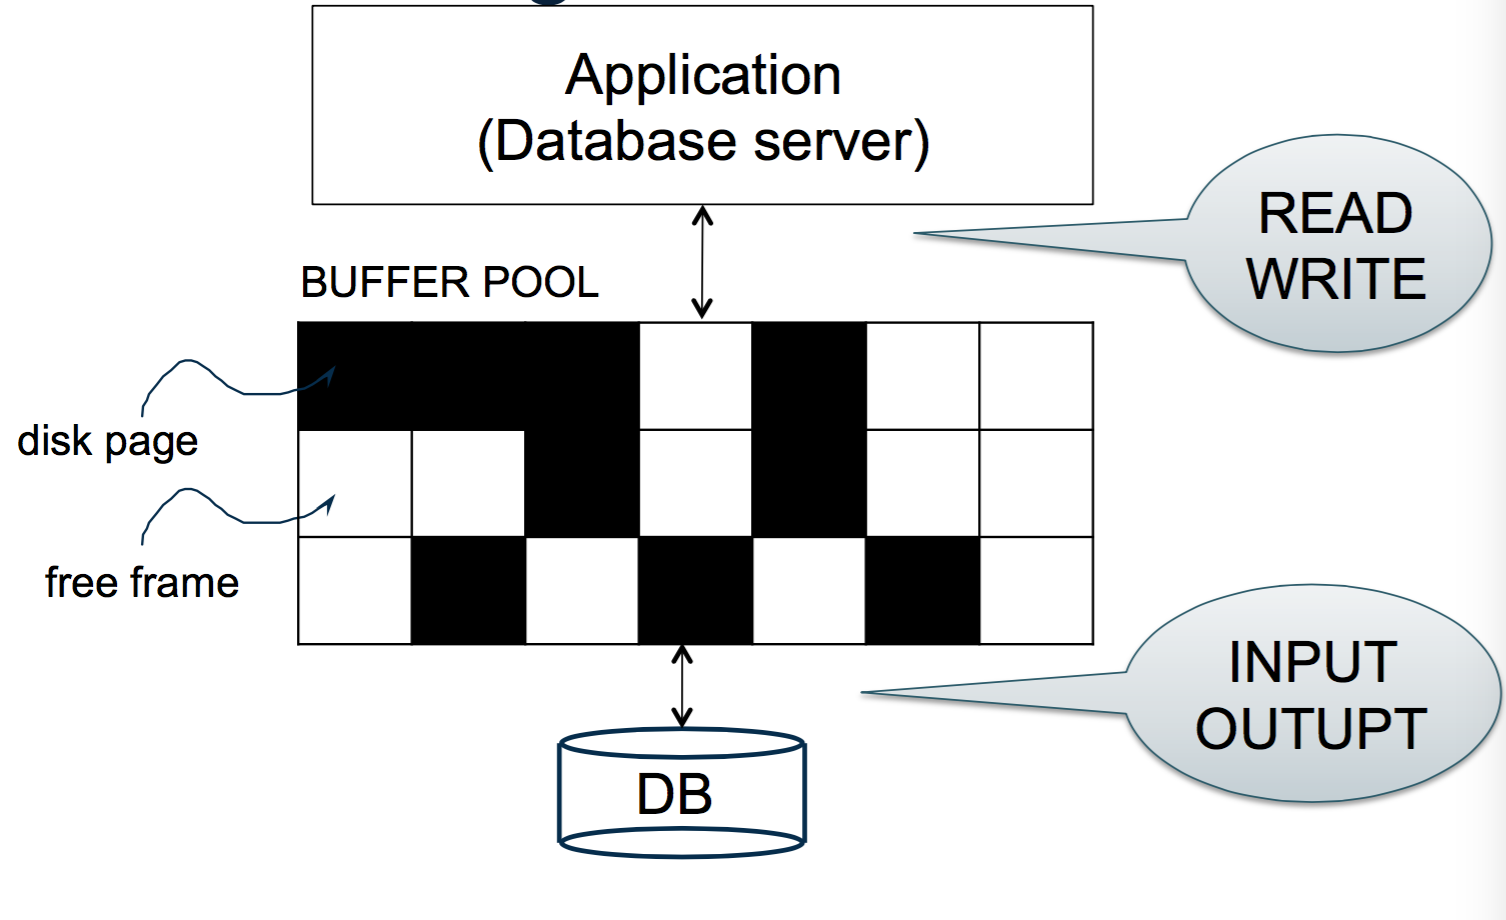 Application
(Database server)
READ
WRITE
BUFFER POOL
disk page
free frame
INPUT
OUTUPT
DB